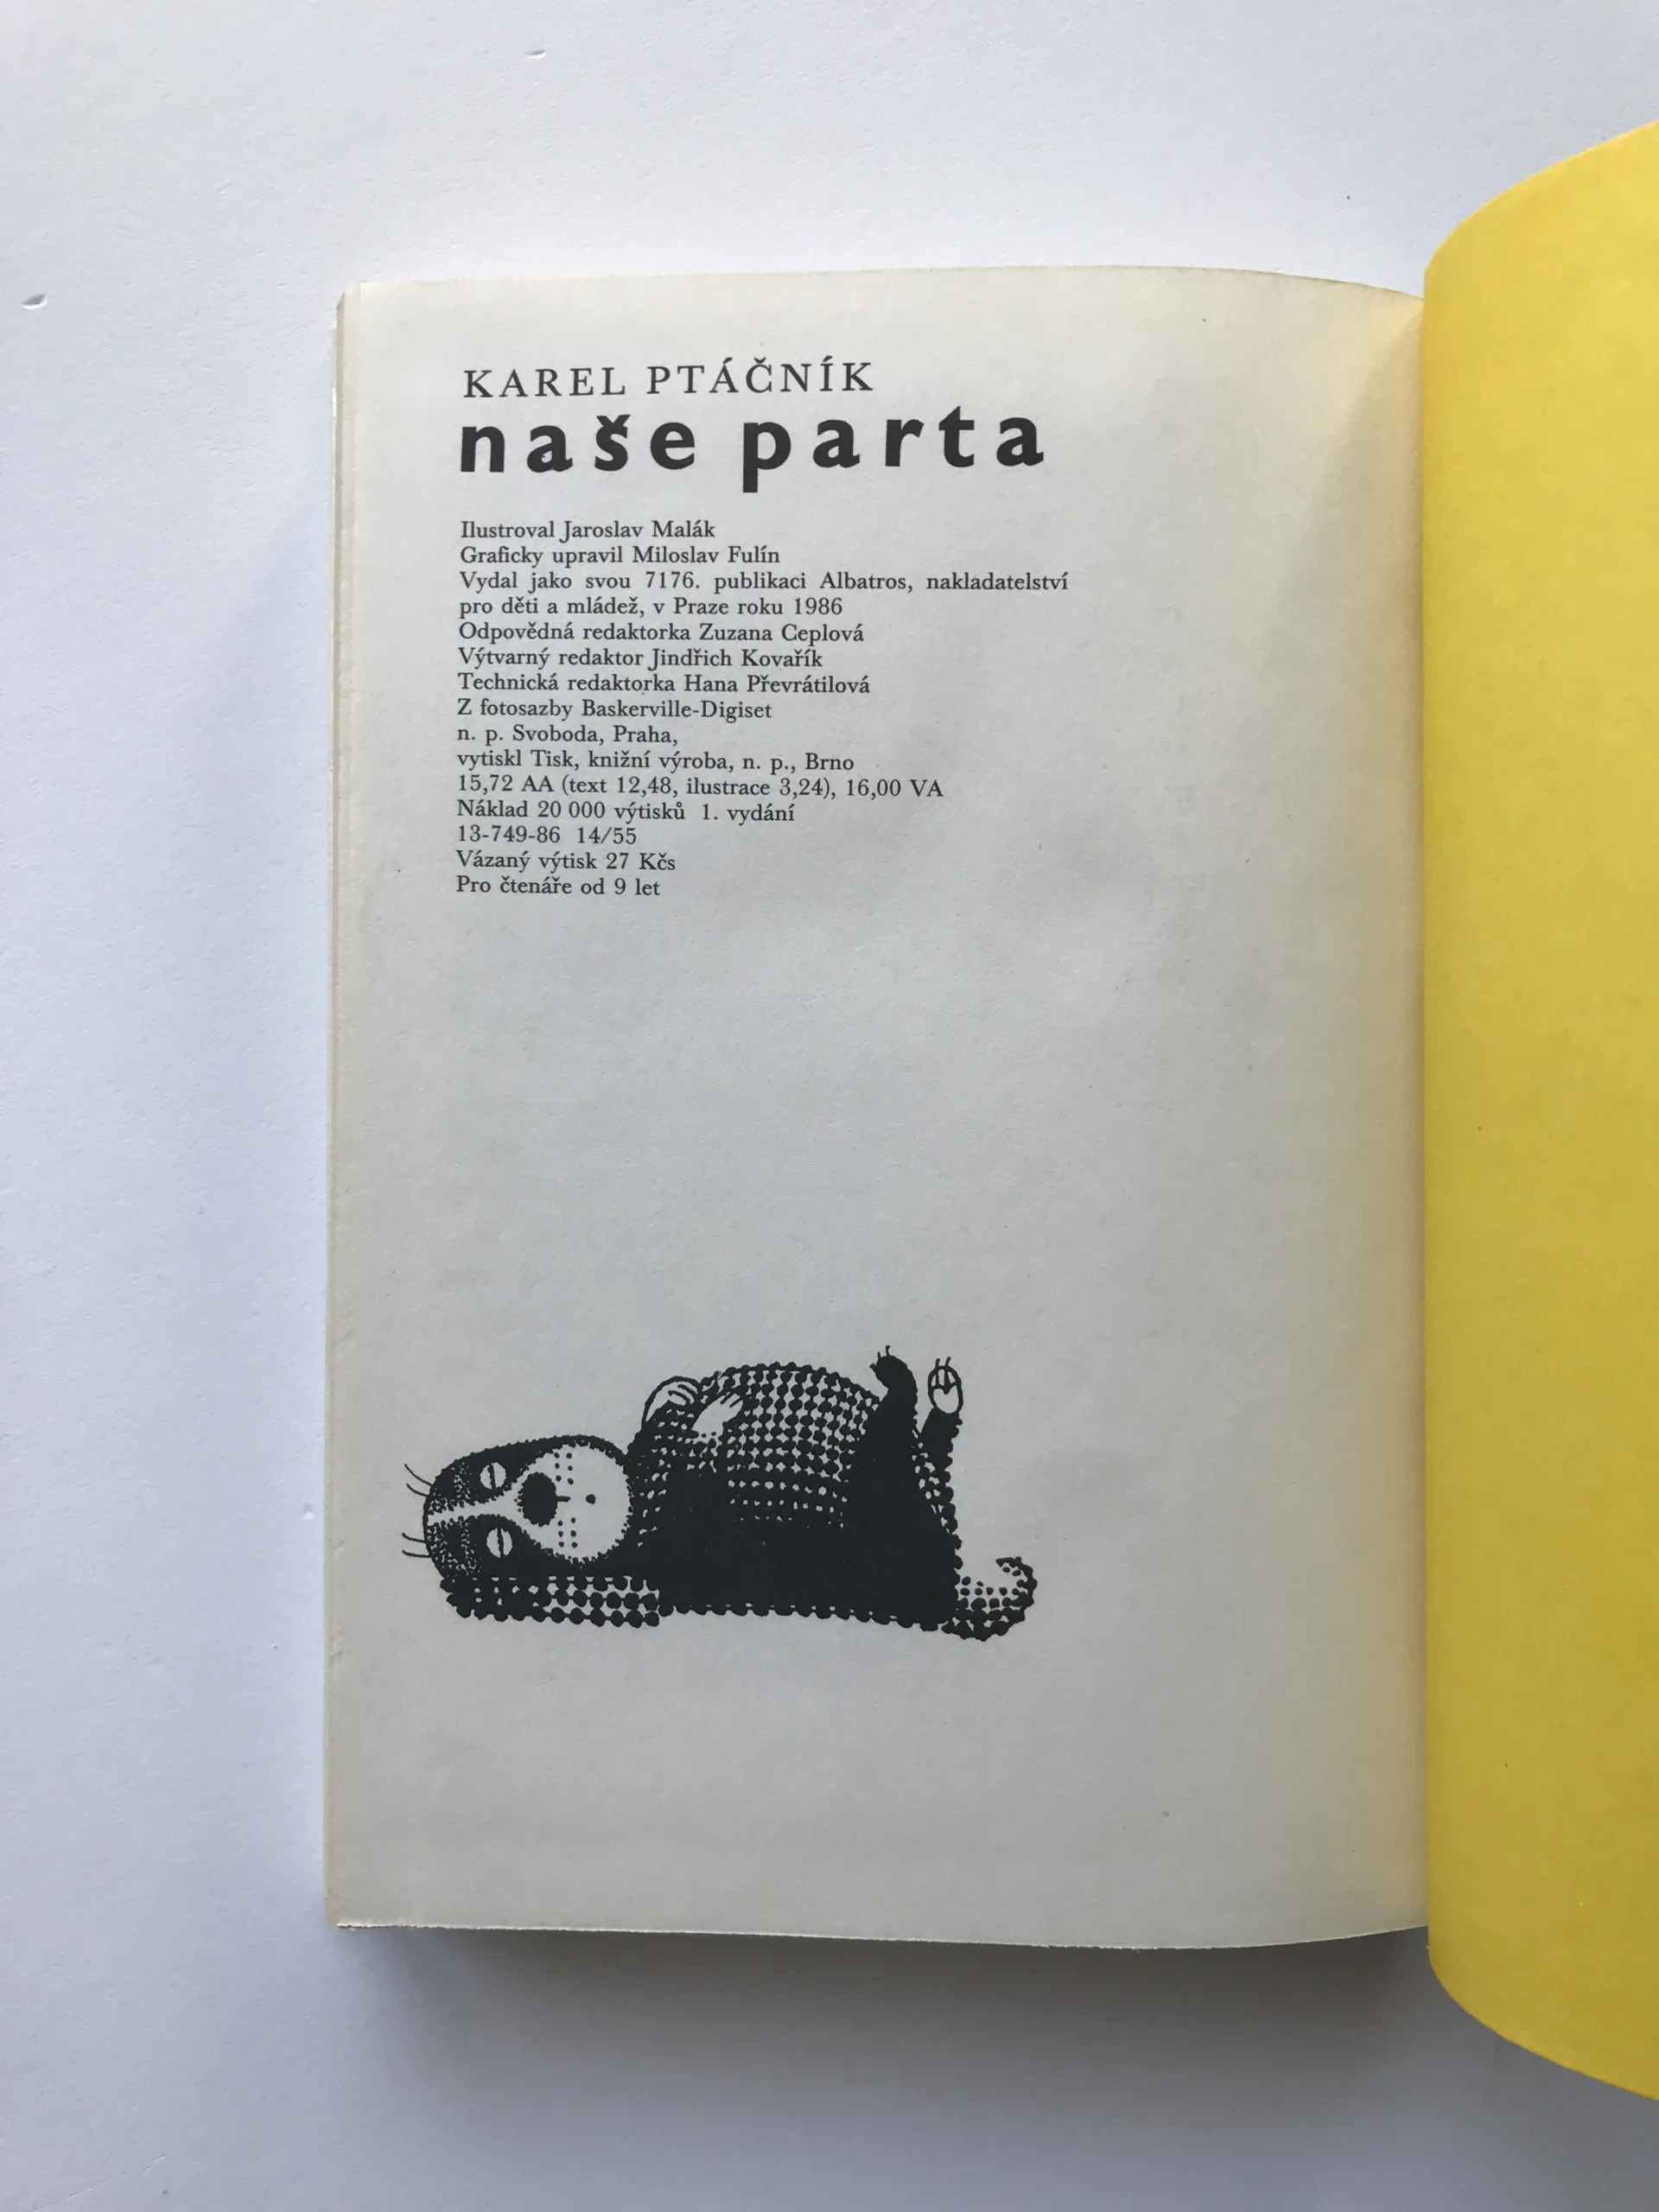 KAREL PTÁČNÍK
naše parta
Ilustroval Jaroslav Malák
Graficky upravil Miloslav Fulín
Vydal jako svou 7176. publikaci Albatros, nakladatelství
pro děti a mládež, v Praze roku 1986
Odpovědná redaktorka Zuzana Ceplová
Výtvarný redaktor Jindřich Kovařík
Technická redaktorka Hana Převrátilová
Z fotosazby Baskerville-Digiset
n. p. Svoboda, Praha,
vytiskl Tisk, knižní výroba, n. p., Brno
15,72 AA (text 12,48, ilustrace 3,24), 16,00 VA
Náklad 20 000 výtisků 1. vydání
13-749-86 14/55
Vázaný výtisk 27 Kčs
Pro čtenáře od 9 let